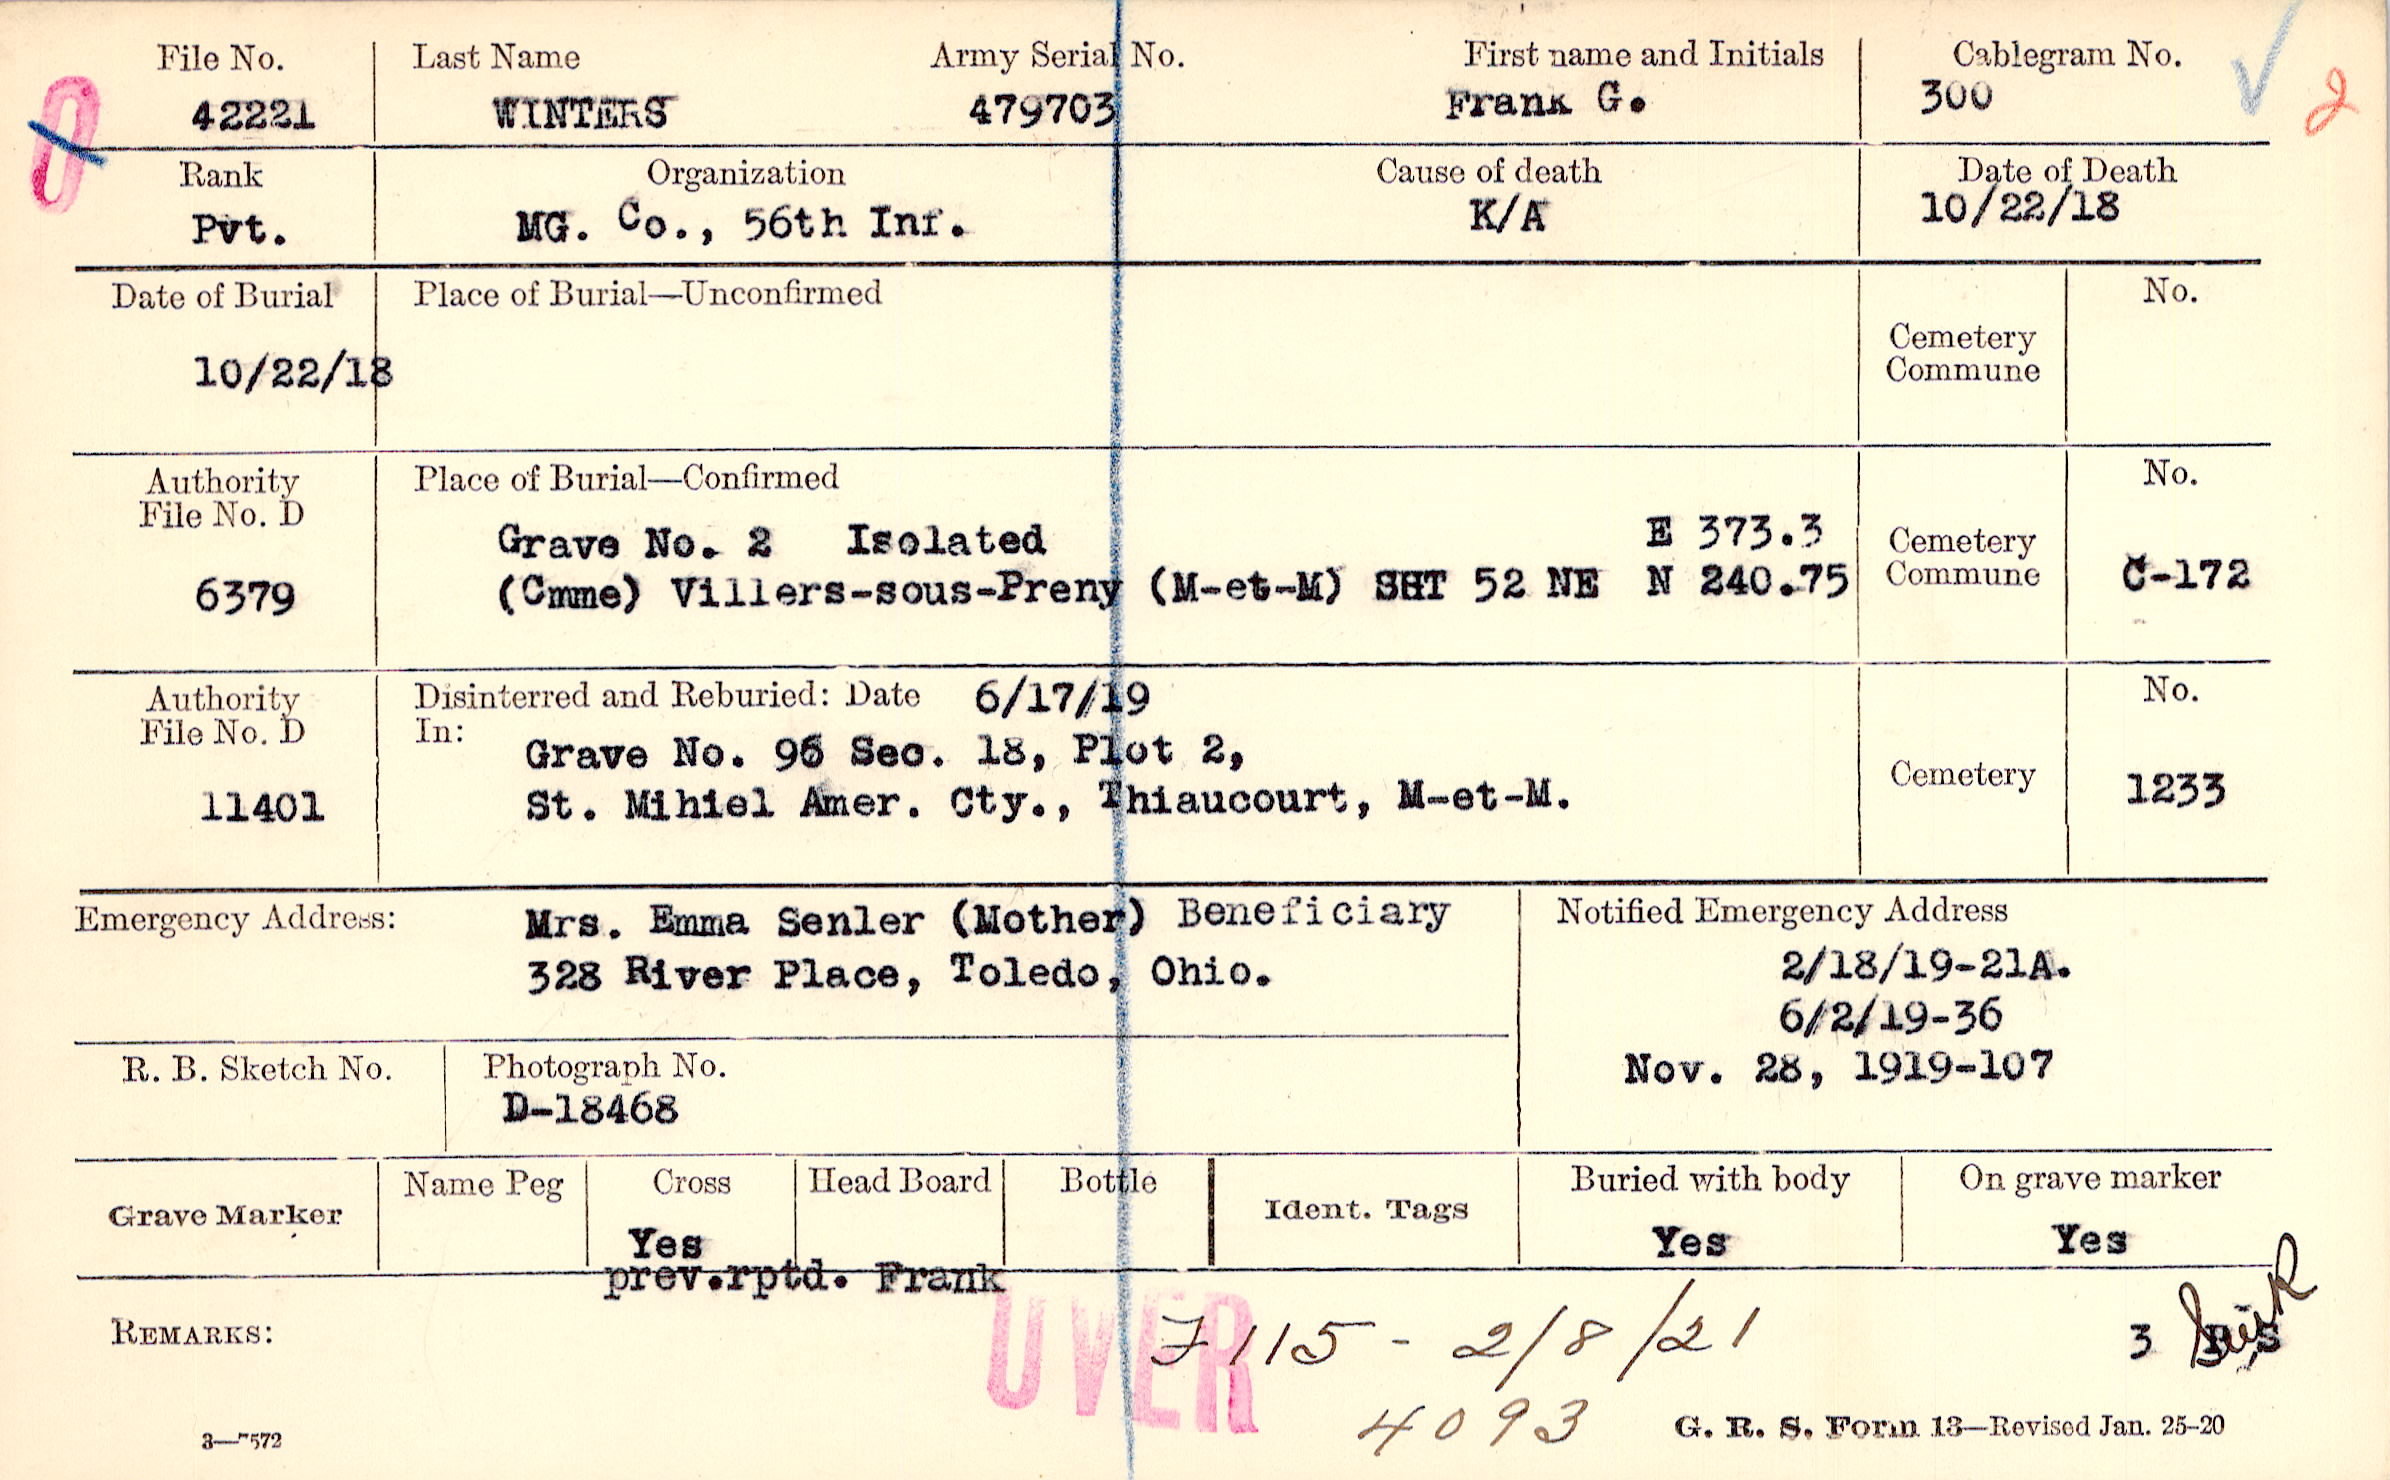 File No. Last Name Army Serial No. First name and Initials Cablegram No.
42221 WINTERS 479703 Frank G. 300 2
0
Rank Organization Cause of death Date of Death
Pvt. MG. Co., 56th Inf. K/A 10/22/18
Date of Burial Place of Burial—Unconfirmed No.
10/22/18 Cemetery
Commune
Authority Place of Burial—Confirmed No.
File No. D
Grave No. 2 Isolated E 373.3 Cemetery
6379 (Cmme) Villers-sous-Preny (M-et-M) SHT 52 NE N 240.75 Commune C-172
Authority Disinterred and Reburied: Date 6/17/19 No.
File No. D In:
Grave No. 96 Sec. 18, Plot 2,
11401 St. Mihiel Amer. Cty., Thiaucourt, M-et-M. Cemetery 1233
Emergency Address: Mrs. Emma Senler (Mother) Beneficiary Notified Emergency Address
328 River Place, Toledo, Ohio. 2/18/19-21A.
6/2/19-36
R. B. Sketch No. Photograph No. Nov. 28, 1919-107
D-18468
Grave Marker Name Peg Cross Head Board Bottle Ident. Tags Buried with body On grave marker
Yes Yes Yes
prev.rptd. Frank
REMARKS: OVER 7115 - 2/8/21 3
4093
3—7572 G. R. S. Form 13—Revised Jan. 25-20